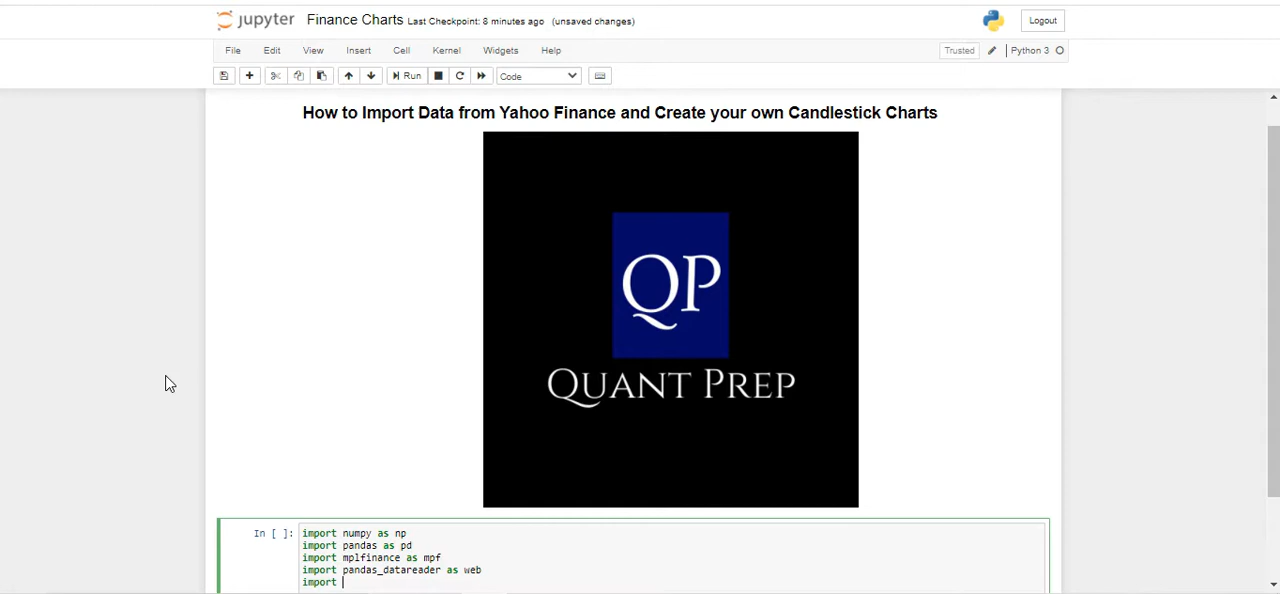 jupyter Finance Charts Last Checkpoint: 8 minutes ago (unsaved changes) Logout
File Edit View Insert Cell Kernel Widgets Help Trusted Python 3
Run Code
How to Import Data from Yahoo Finance and Create your own Candlestick Charts
QP
QUANT PREP
In [ ]: import numpy as np
import pandas as pd
import mplfinance as mpf
import pandas_datareader as web
import